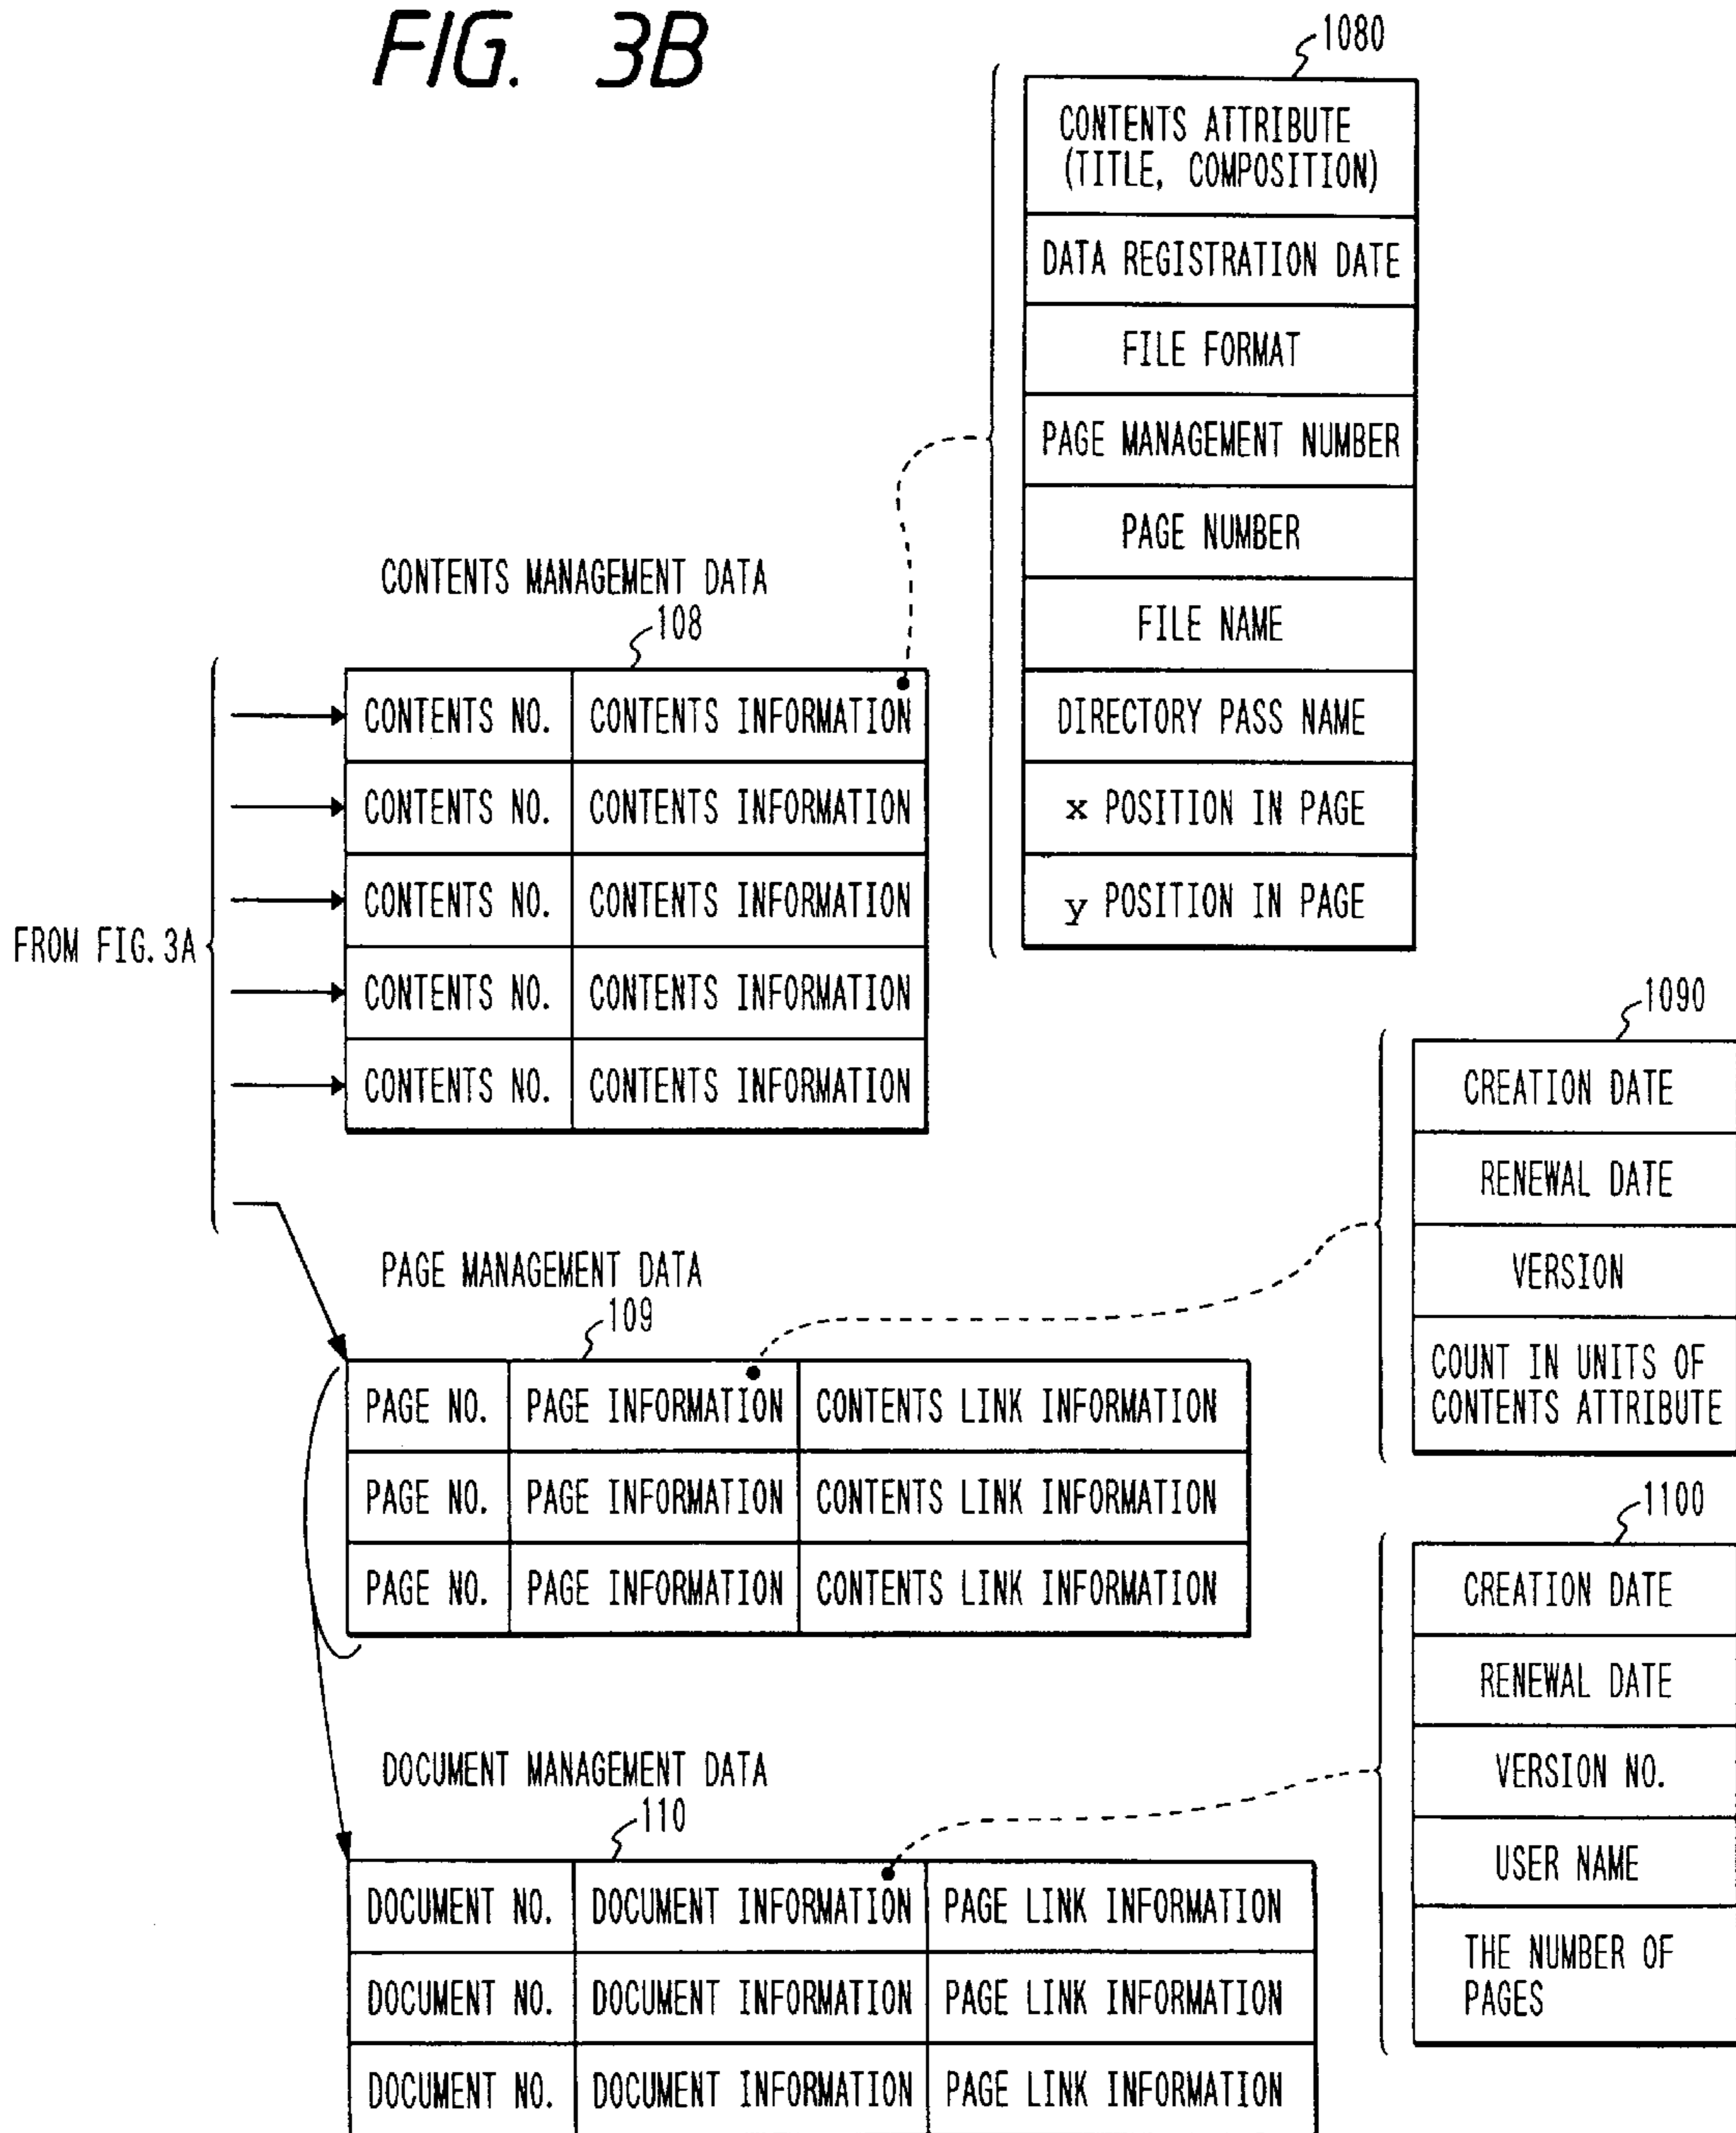 FIG. 3B
1080
CONTENTS ATTRIBUTE
(TITLE, COMPOSITION)
DATA REGISTRATION DATE
FILE FORMAT
PAGE MANAGEMENT NUMBER
PAGE NUMBER
FILE NAME
DIRECTORY PASS NAME
x POSITION IN PAGE
y POSITION IN PAGE
CONTENTS MANAGEMENT DATA
108
CONTENTS NO. CONTENTS INFORMATION
CONTENTS NO. CONTENTS INFORMATION
CONTENTS NO. CONTENTS INFORMATION
CONTENTS NO. CONTENTS INFORMATION
CONTENTS NO. CONTENTS INFORMATION
FROM FIG.3A
1090
CREATION DATE
RENEWAL DATE
VERSION
COUNT IN UNITS OF
CONTENTS ATTRIBUTE
PAGE MANAGEMENT DATA
109
PAGE NO. PAGE INFORMATION CONTENTS LINK INFORMATION
PAGE NO. PAGE INFORMATION CONTENTS LINK INFORMATION
PAGE NO. PAGE INFORMATION CONTENTS LINK INFORMATION
1100
CREATION DATE
RENEWAL DATE
VERSION NO.
USER NAME
THE NUMBER OF
PAGES
DOCUMENT MANAGEMENT DATA
110
DOCUMENT NO. DOCUMENT INFORMATION PAGE LINK INFORMATION
DOCUMENT NO. DOCUMENT INFORMATION PAGE LINK INFORMATION
DOCUMENT NO. DOCUMENT INFORMATION PAGE LINK INFORMATION